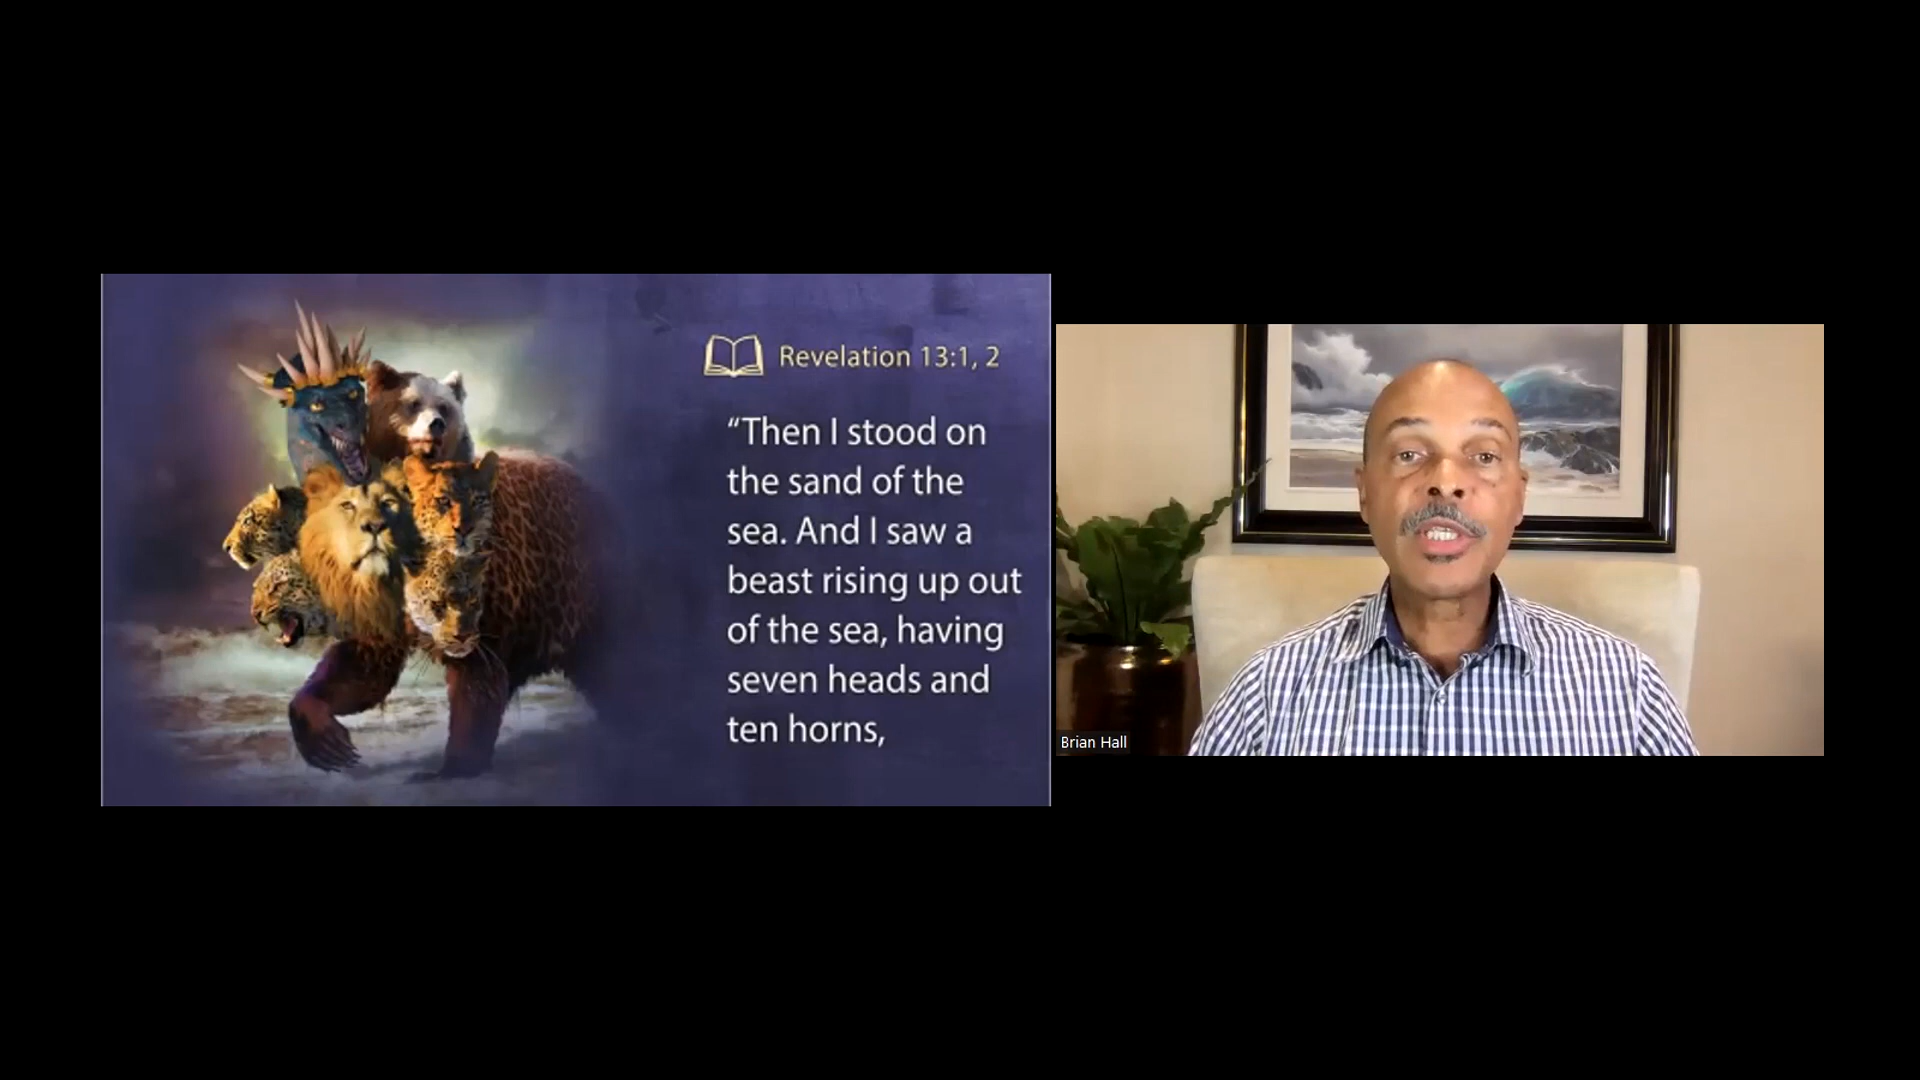 Revelation 13:1, 2
“Then I stood on
the sand of the
sea. And I saw a
beast rising up out
of the sea, having
seven heads and
ten horns,
Brian Hall